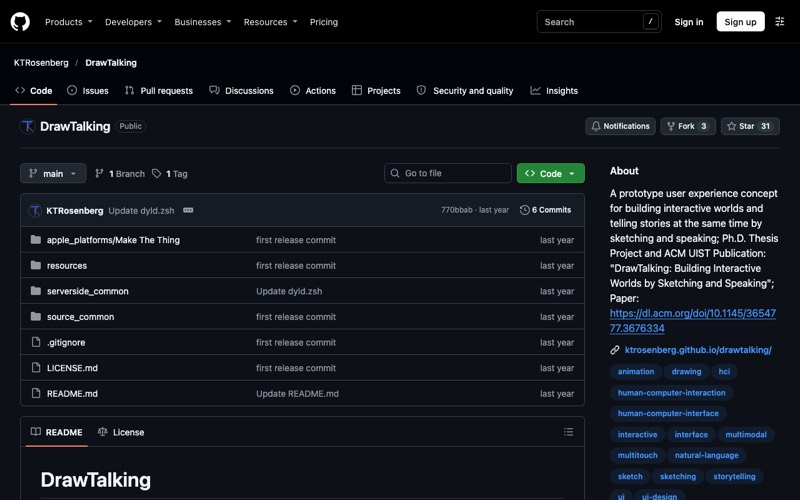 Products Developers Businesses Resources Pricing Search / Sign in Sign up
KTRosenberg / DrawTalking
Code Issues Pull requests Discussions Actions Projects Security and quality Insights
DrawTalking Public Notifications Fork 3 Star 31
main 1 Branch 1 Tag Go to file Code
KTRosenberg Update dyld.zsh 770bbab · last year 6 Commits
apple_platforms/Make The Thing first release commit last year
resources first release commit last year
serverside_common Update dyld.zsh last year
source_common first release commit last year
.gitignore first release commit last year
LICENSE.md first release commit last year
README.md Update README.md last year
README License
DrawTalking
About
A prototype user experience concept
for building interactive worlds and
telling stories at the same time by
sketching and speaking; Ph.D. Thesis
Project and ACM UIST Publication:
"DrawTalking: Building Interactive
Worlds by Sketching and Speaking";
Paper:
https://dl.acm.org/doi/10.1145/36547
77.3676334
ktrosenberg.github.io/drawtalking/
animation drawing hci
human-computer-interaction
human-computer-interface
interactive interface multimodal
multitouch natural-language
sketch sketching storytelling
ui ui-design